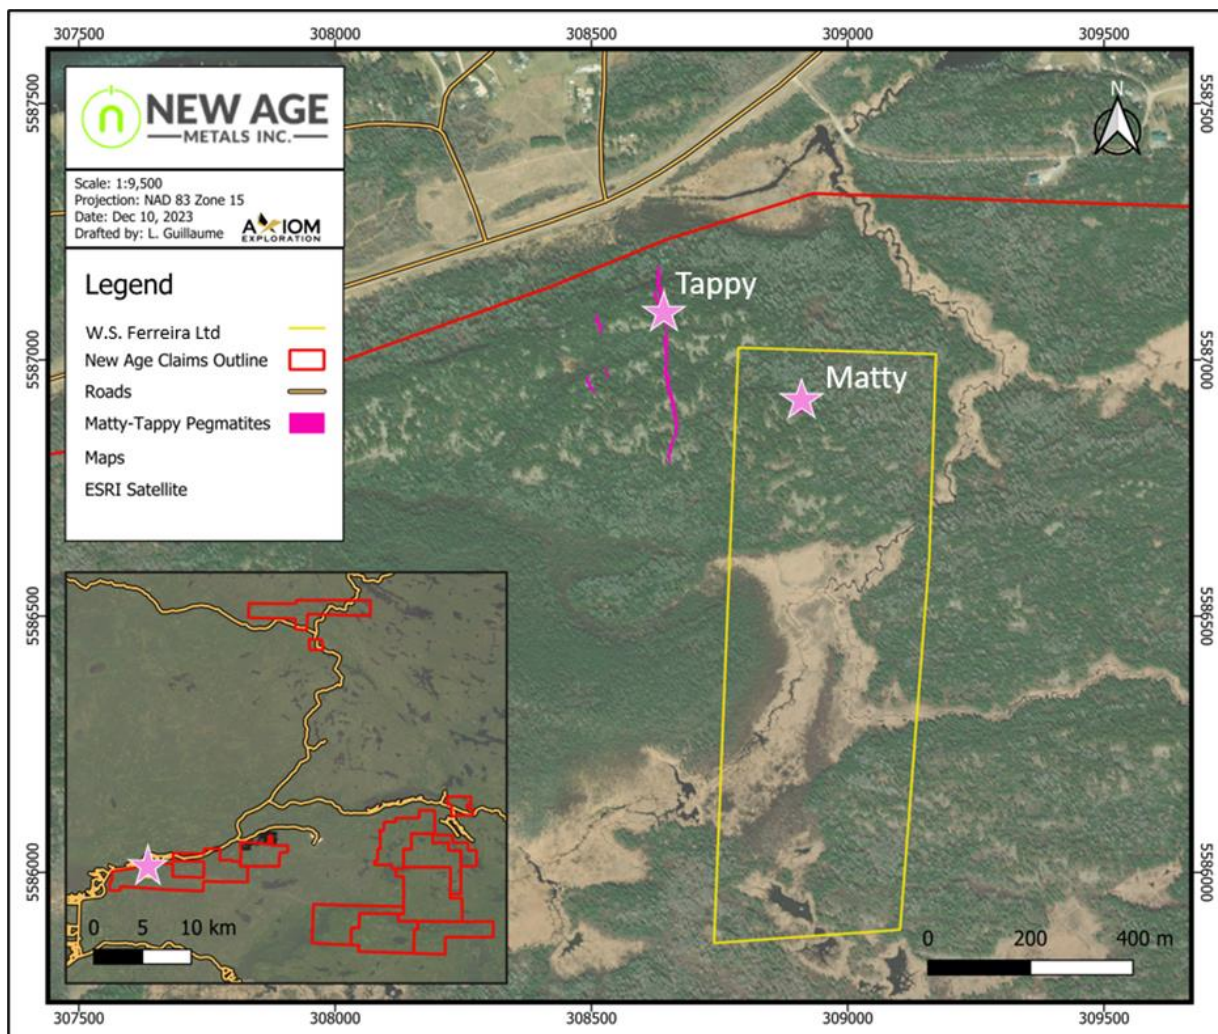 307500 308000 308500 309000 309500
5587500
5587000
5586500
5586000
5587500
5587000
5586500
5586000
n NEW AGE
METALS INC.
Scale: 1:9,500
Projection: NAD 83 Zone 15
Date: Dec 10, 2023
Drafted by: L. Guillaume
AXIOM
EXPLORATION
Legend
W.S. Ferreira Ltd
New Age Claims Outline
Roads
Matty-Tappy Pegmatites
Maps
ESRI Satellite
N
Tappy
Matty
0 5 10 km
0 200 400 m
307500 308000 308500 309000 309500